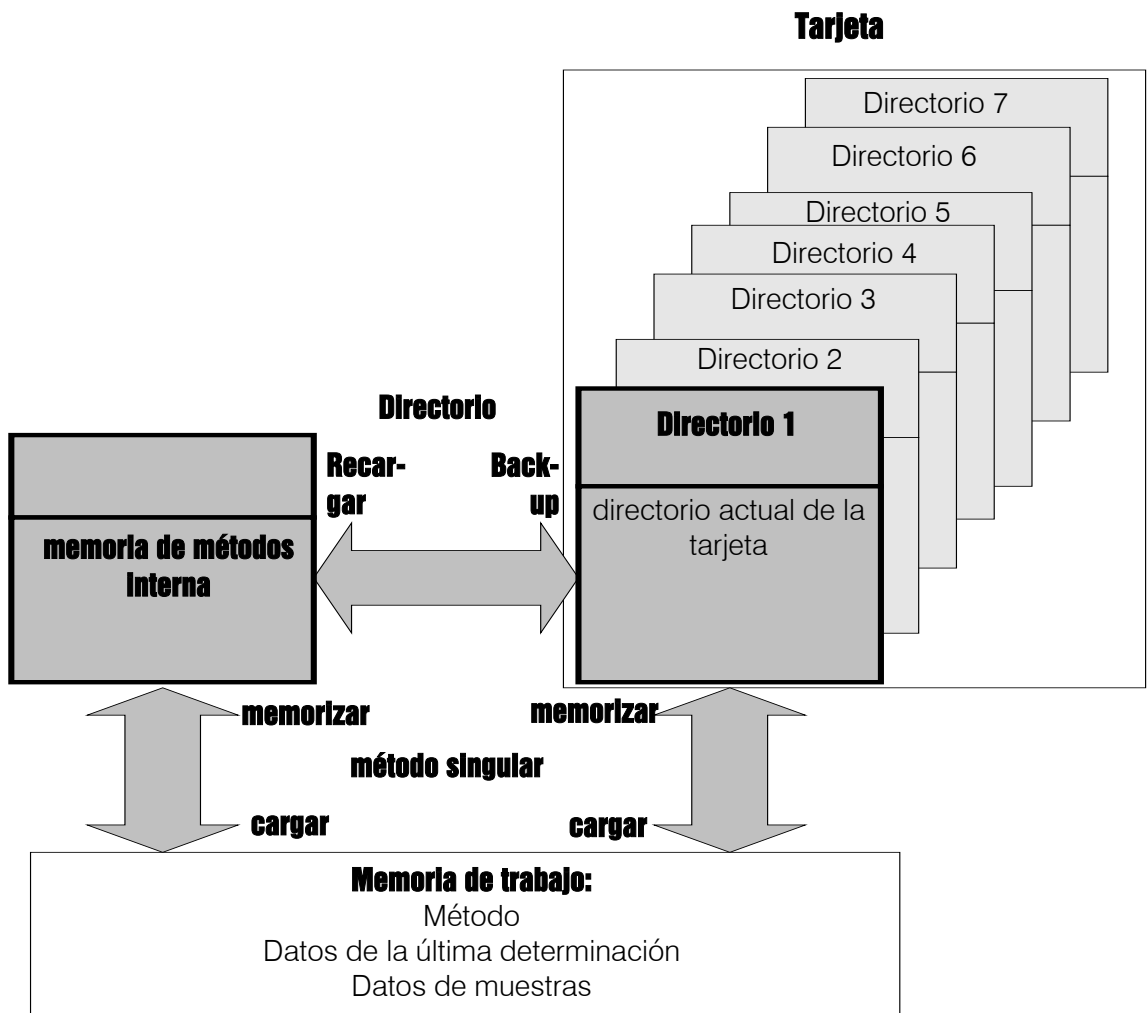 Tarjeta
Directorio 7
Directorio 6
Directorio 5
Directorio 4
Directorio 3
Directorio 2
Directorio
Directorio 1
Recar-
gar
Back-
up
directorio actual de la
tarjeta
memoria de métodos
interna
memorizar
memorizar
método singular
cargar
cargar
Memoria de trabajo:
Método
Datos de la última determinación
Datos de muestras